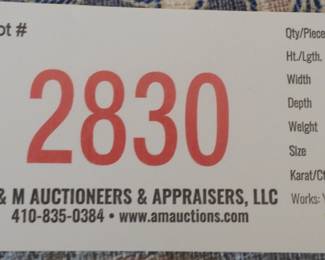 ot #
2830
& M AUCTIONEERS & APPRAISERS, LLC
410-835-0384 • www.amauctions.com
Qty/Piece
Ht./Lgth.
Width
Depth
Weight
Size
Karat/Ct
Works: Y